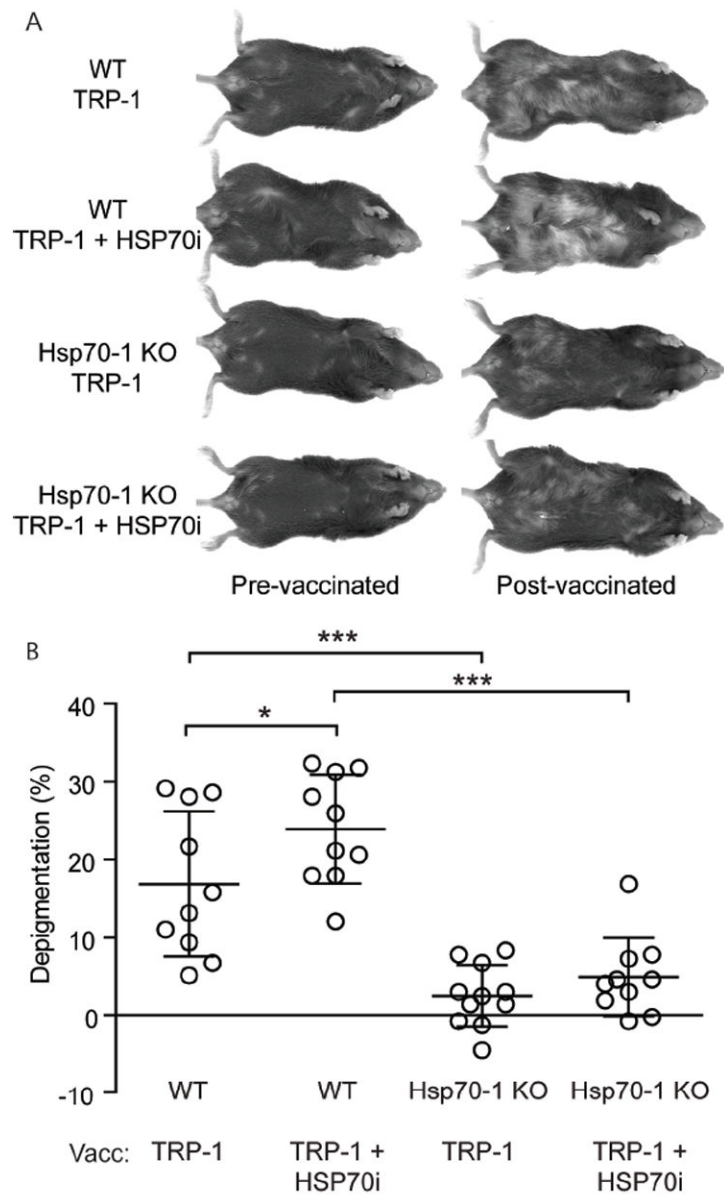 A
WT
TRP-1
WT
TRP-1 + HSP70i
Hsp70-1 KO
TRP-1
Hsp70-1 KO
TRP-1 + HSP70i
Pre-vaccinated
Post-vaccinated
B
***
***
*
40
30
20
10
0
-10
Depigmentation (%)
WT
WT
Hsp70-1 KO
Hsp70-1 KO
Vacc:
TRP-1
TRP-1 +
HSP70i
TRP-1
TRP-1 +
HSP70i